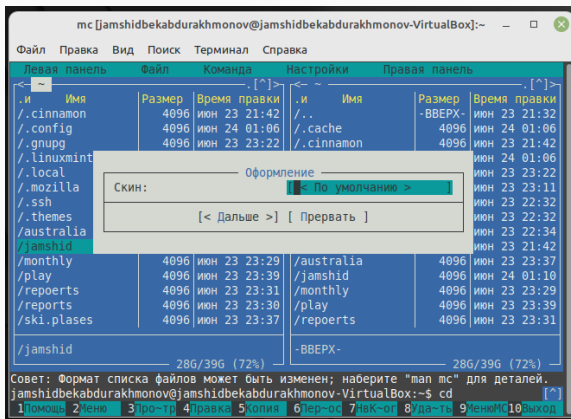 mc [jamshidbekabdurakhmonov@jamshidbekabdurakhmonov-VirtualBox]:~
Файл Правка Вид Поиск Терминал Справка
Левая панель Файл Команда Настройки Правая панель
<- ~ .[^]> <- ~ .[^]>
.и Имя Размер Время правки .и Имя Размер Время правки
/.cinnamon 4096 июн 23 21:42 /.. -ВВЕРХ- июн 23 21:32
/.config 4096 июн 24 01:06 /.cache 4096 июн 24 01:06
/.gnupg 4096 июн 23 23:22 /.cinnamon 4096 июн 23 21:42
/.linuxmint июн 24 01:06
/.local Оформление июн 23 23:22
/.mozilla Скин: [< По умолчанию > ] июн 23 23:11
/.ssh июн 23 22:32
/.themes [< Дальше >] [ Прервать ] июн 23 22:32
/australia июн 23 22:34
/jamshid июн 23 21:42
/monthly 4096 июн 23 23:29 /australia 4096 июн 23 23:37
/play 4096 июн 23 23:39 /jamshid 4096 июн 24 01:10
/repoerts 4096 июн 23 23:31 /monthly 4096 июн 23 23:29
/reports 4096 июн 23 23:30 /play 4096 июн 23 23:39
/ski.plases 4096 июн 23 23:37 /repoerts 4096 июн 23 23:31
/jamshid -ВВЕРХ-
28G/39G (72%) 28G/39G (72%)
Совет: Формат списка файлов может быть изменен; наберите "man mc" для деталей.
jamshidbekabdurakhmonov@jamshidbekabdurakhmonov-VirtualBox:~$ cd [^]
1Помощь 2Меню 3Про~тр 4Правка 5Копия 6Пер~ос 7НвК~ог 8Уда~ть 9МенюMC 10Выход